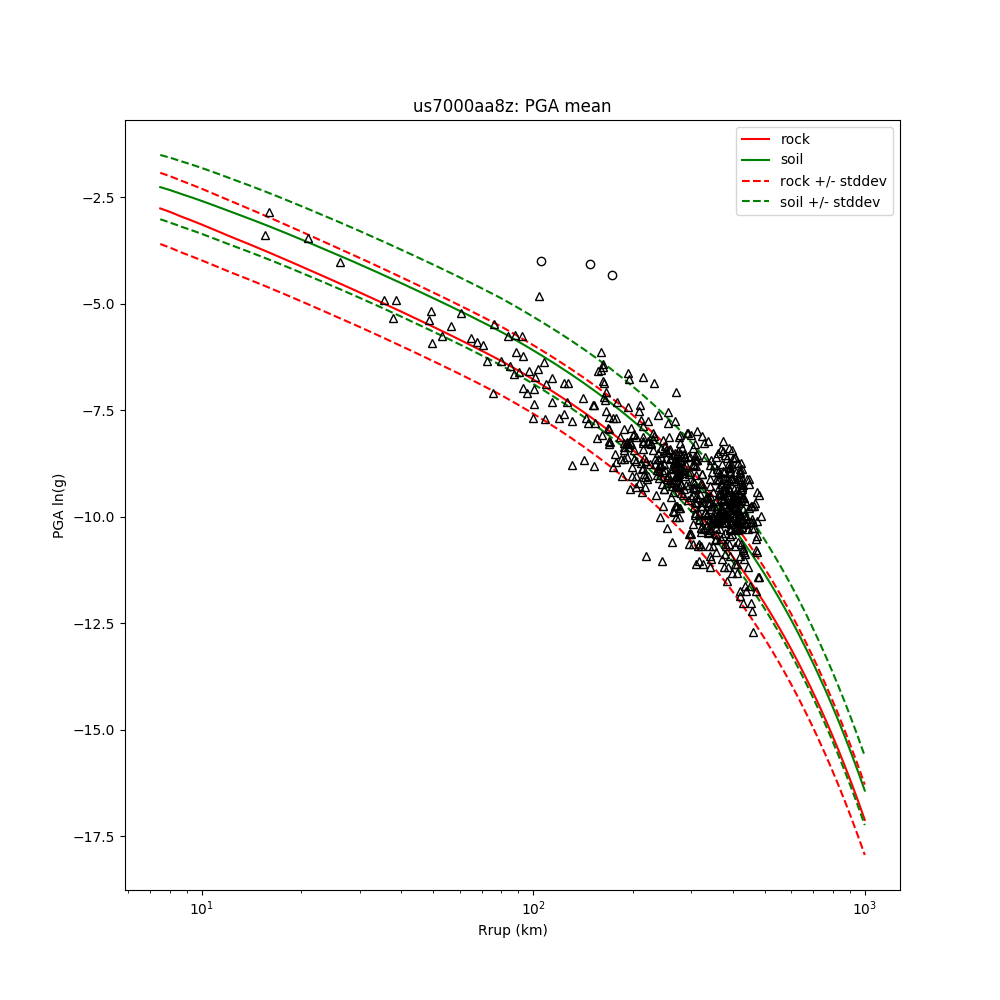 us7000aa8z: PGA mean
rock
soil
rock +/- stddev
soil +/- stddev
−2.5
−5.0
−7.5
−10.0
−12.5
−15.0
−17.5
PGA ln(g)
10¹
10²
10³
Rrup (km)